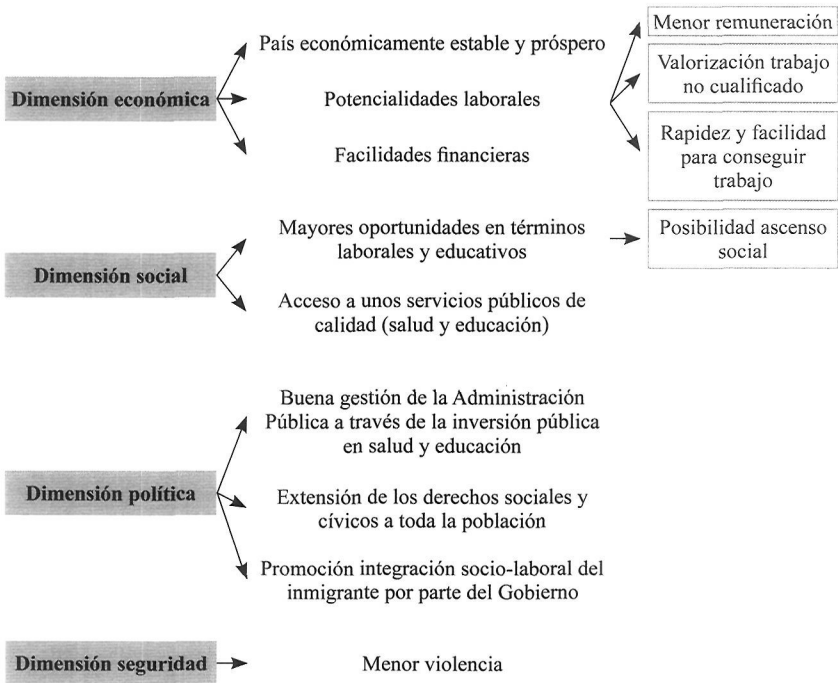 Dimensión económica
País económicamente estable y próspero
Potencialidades laborales
Facilidades financieras
Menor remuneración
Valorización trabajo
no cualificado
Rapidez y facilidad
para conseguir
trabajo
Dimensión social
Mayores oportunidades en términos
laborales y educativos
Posibilidad ascenso
social
Acceso a unos servicios públicos de
calidad (salud y educación)
Dimensión política
Buena gestión de la Administración
Pública a través de la inversión pública
en salud y educación
Extensión de los derechos sociales y
cívicos a toda la población
Promoción integración socio-laboral del
inmigrante por parte del Gobierno
Dimensión seguridad
Menor violencia